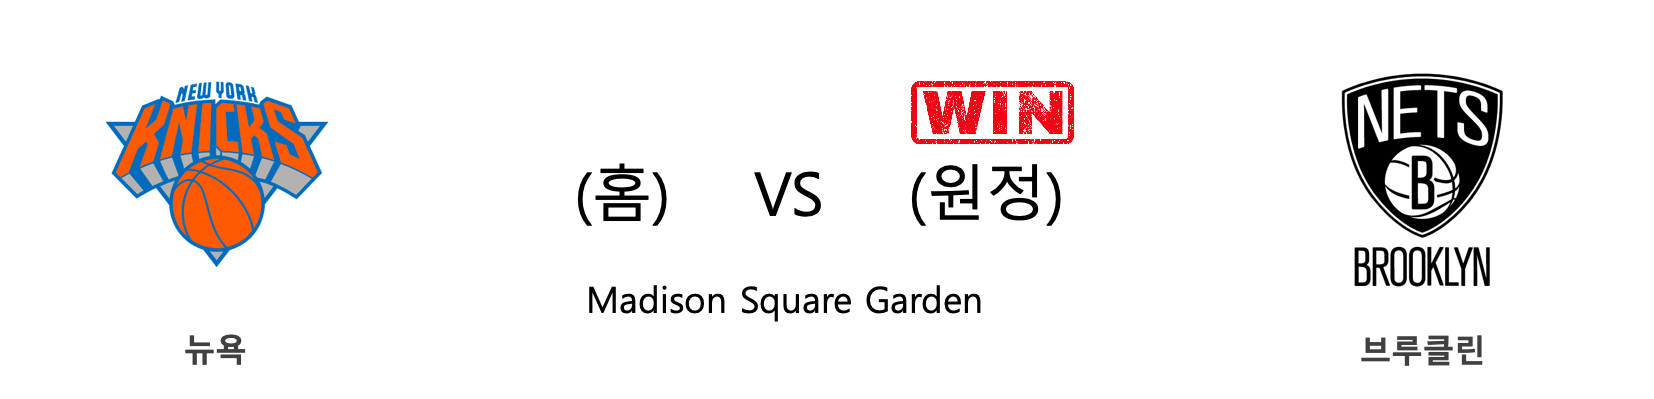 NEW YORK
KNICKS
WIN
NETS
B
BROOKLYN
(홈) VS (원정)
Madison Square Garden
뉴욕
브루클린